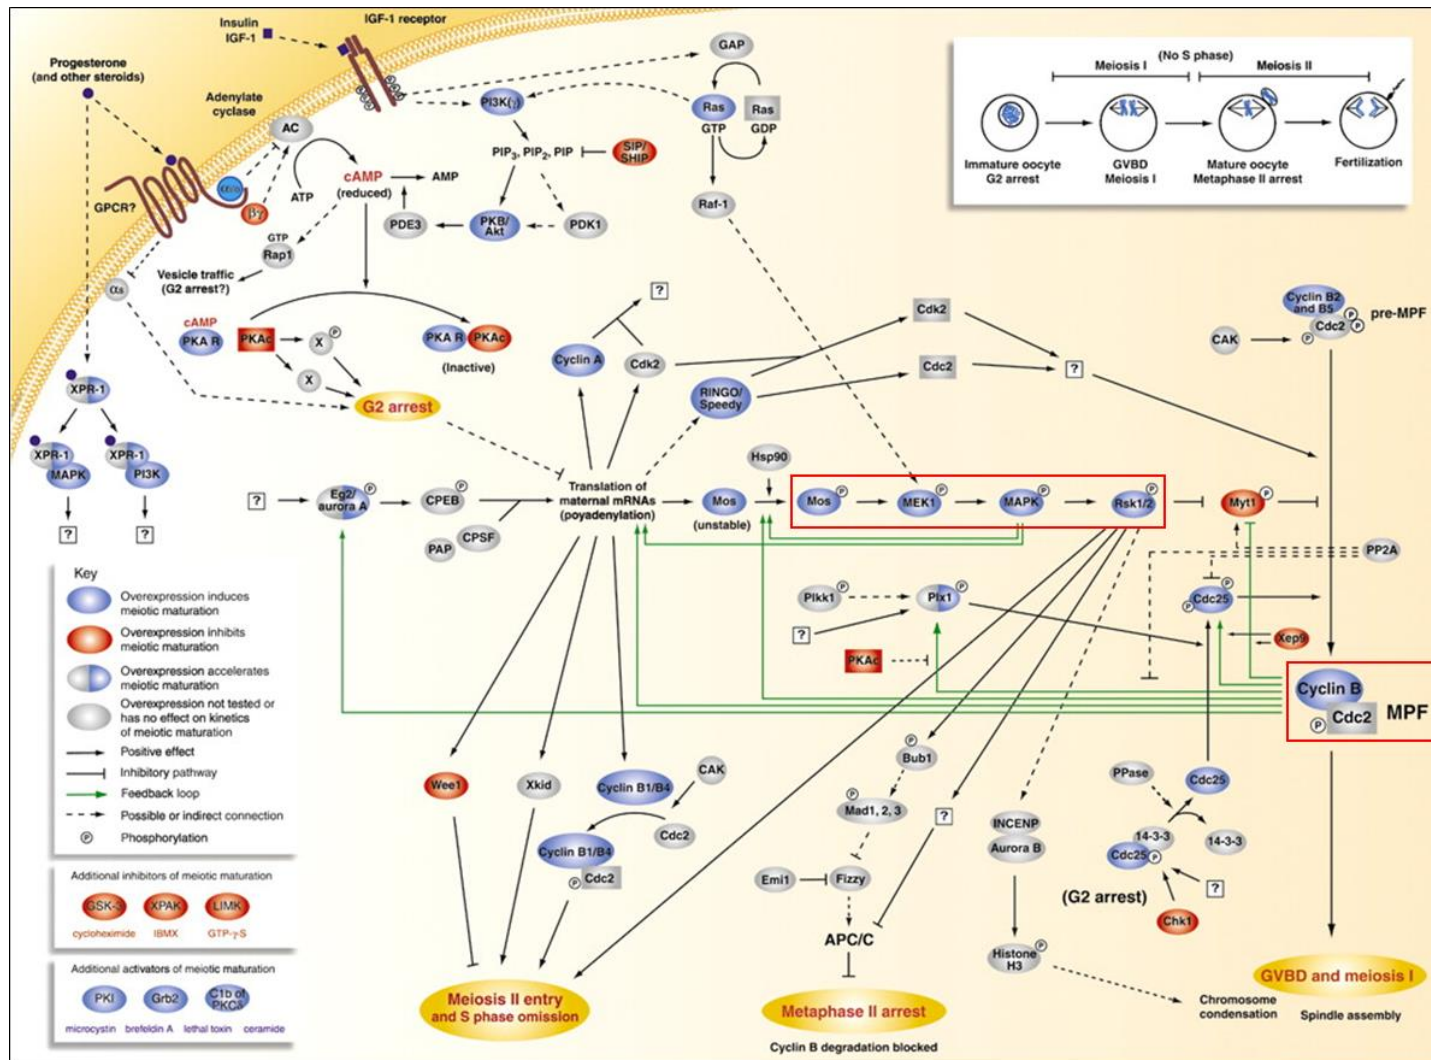 Insulin
IGF-1
IGF-1 receptor
Progesterone
(and other steroids)
Adenylate
cyclase
AC
GPCR?
α i/o
βγ
αs
ATP
cAMP
(reduced)
AMP
GTP
Rap1
Vesicle traffic
(G2 arrest?)
P P
P P
P P
PI3K(γ)
PIP3, PIP2, PIP
SIP/
SHIP
PKB/
Akt
PDK1
PDE3
GAP
Ras
GTP
Ras
GDP
Raf-1
(No S phase)
Meiosis I
Meiosis II
Immature oocyte
G2 arrest
GVBD
Meiosis I
Mature oocyte
Metaphase II arrest
Fertilization
cAMP
PKA R
PKAc
X
P
X
PKA R
PKAc
(Inactive)
G2 arrest
XPR-1
XPR-1
MAPK
XPR-1
PI3K
?
?
?
Cyclin A
Cdk2
RINGO/
Speedy
Cdk2
Cdc2
?
Cyclin B2
and B5
Cdc2
P
P
P
pre-MPF
CAK
?
Eg2/
aurora A
P
CPEB
P
PAP
CPSF
Translation of
maternal mRNAs
(poyadenylation)
Mos
(unstable)
Hsp90
Mos
P
MEK1
P
MAPK
P
Rsk1/2
P
Myt1
P
PP2A
Plkk1
P
?
Plx1
P
PKAc
Cdc25
P
P
Xep9
Cyclin B
Cdc2
P
MPF
Key
Overexpression induces
meiotic maturation
Overexpression inhibits
meiotic maturation
Overexpression accelerates
meiotic maturation
Overexpression not tested or
has no effect on kinetics
of meiotic maturation
Positive effect
Inhibitory pathway
Feedback loop
Possible or indirect connection
P
Phosphorylation
Additional inhibitors of meiotic maturation
GSK-3
XPAK
LIMK
cycloheximide
IBMX
GTP-γ-S
Additional activators of meiotic maturation
PKI
Grb2
C1b of
PKCδ
microcystin
brefeldin A
lethal toxin
ceramide
Wee1
Xkid
Cyclin B1/B4
CAK
Cdc2
Cyclin B1/B4
Cdc2
P
Bub1
P
Mad1, 2, 3
P
?
Emi1
Fizzy
APC/C
INCENP
Aurora B
Histone
H3
P
PPase
Cdc25
14-3-3
Cdc25
P
14-3-3
?
Chk1
(G2 arrest)
Meiosis II entry
and S phase omission
Metaphase II arrest
Cyclin B degradation blocked
Chromosome
condensation
GVBD and meiosis I
Spindle assembly